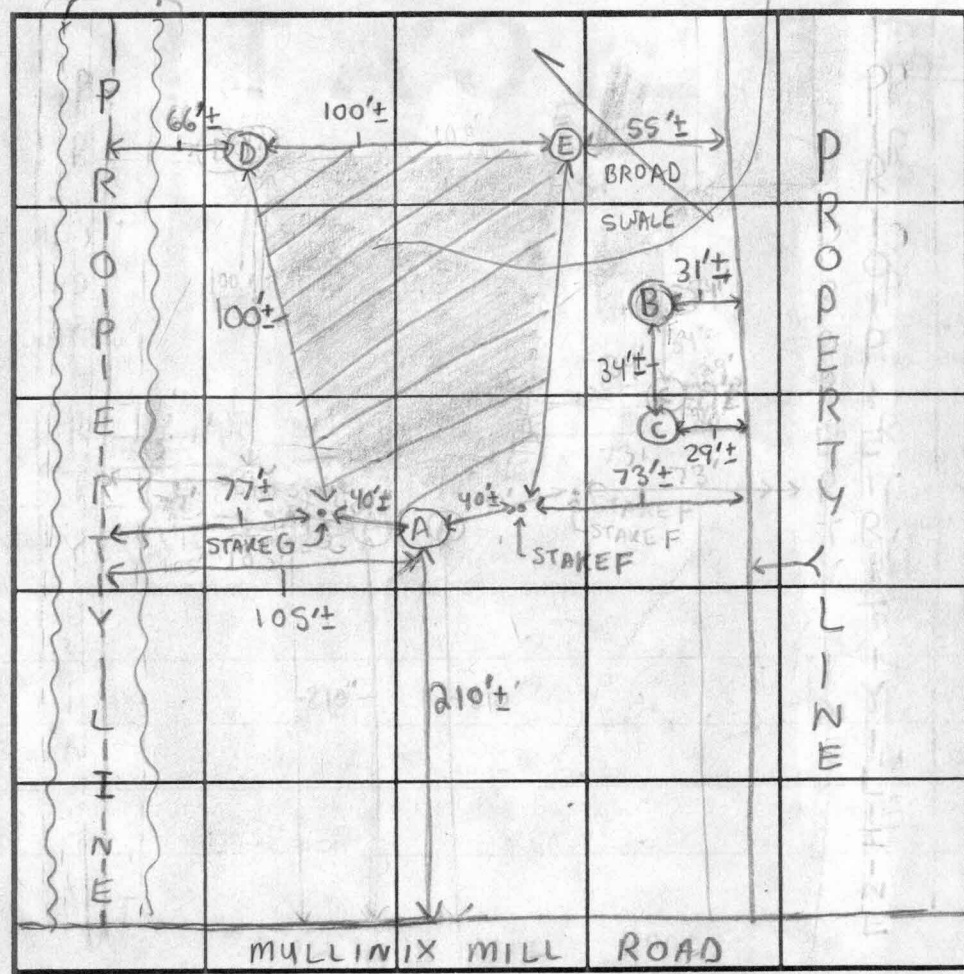 PROPERTY LINE
66'±
100'±
55'±
D
E
BROAD
SWALE
PROPERTY LINE
31'±
B
100'±
34'±
C
29'±
77'±
40'±
40'±
73'±
A
STAKE G
STAKE F
STAKE F
105'±
210'±
MULLINIX MILL ROAD